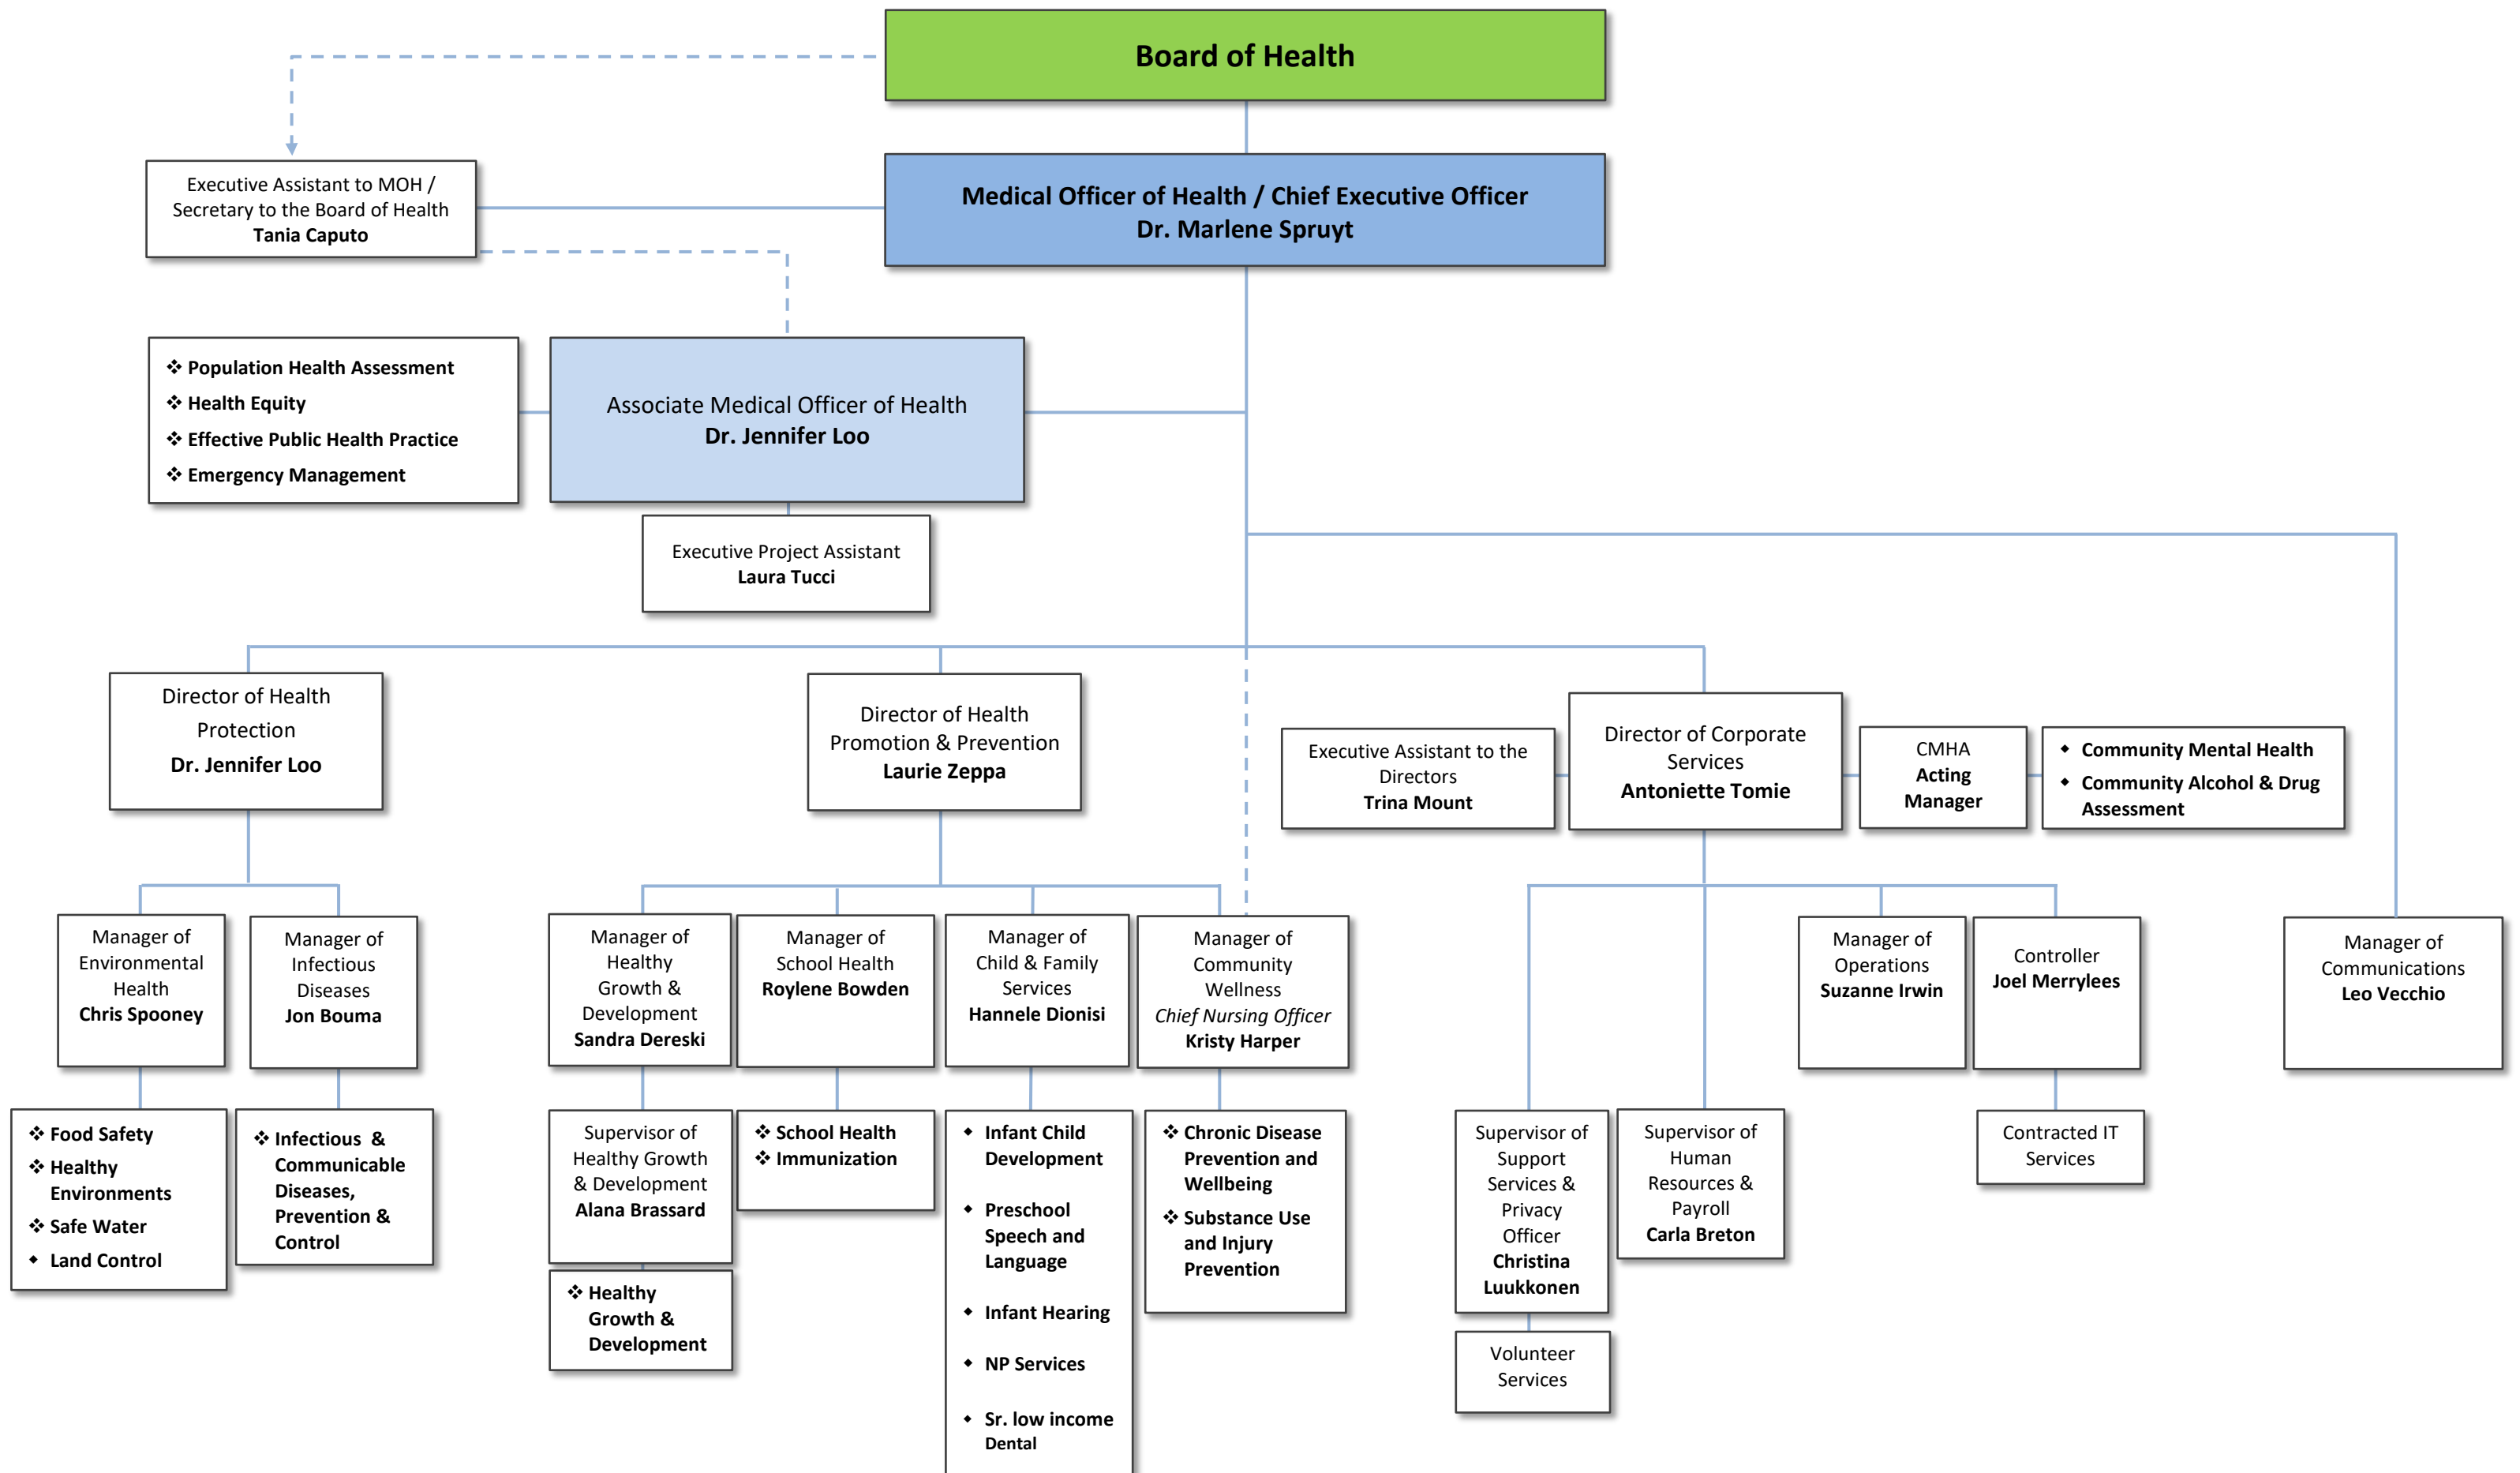 Board of Health
Executive Assistant to MOH /
Secretary to the Board of Health
Tania Caputo
Medical Officer of Health / Chief Executive Officer
Dr. Marlene Spruyt
❖ Population Health Assessment
❖ Health Equity
❖ Effective Public Health Practice
❖ Emergency Management
Associate Medical Officer of Health
Dr. Jennifer Loo
Executive Project Assistant
Laura Tucci
Director of Health
Protection
Dr. Jennifer Loo
Director of Health
Promotion & Prevention
Laurie Zeppa
Executive Assistant to the
Directors
Trina Mount
Director of Corporate
Services
Antoniette Tomie
CMHA
Acting
Manager
⬥ Community Mental Health
⬥ Community Alcohol & Drug
Assessment
Manager of
Environmental
Health
Chris Spooney
Manager of
Infectious
Diseases
Jon Bouma
Manager of
Healthy
Growth &
Development
Sandra Dereski
Manager of
School Health
Roylene Bowden
Manager of
Child & Family
Services
Hannele Dionisi
Manager of
Community
Wellness
Chief Nursing Officer
Kristy Harper
Manager of
Operations
Suzanne Irwin
Controller
Joel Merrylees
Manager of
Communications
Leo Vecchio
❖ Food Safety
❖ Healthy
Environments
❖ Safe Water
⬥ Land Control
❖ Infectious &
Communicable
Diseases,
Prevention &
Control
Supervisor of
Healthy Growth
& Development
Alana Brassard
❖ Healthy
Growth &
Development
❖ School Health
❖ Immunization
⬥ Infant Child
Development
⬥ Preschool
Speech and
Language
⬥ Infant Hearing
⬥ NP Services
⬥ Sr. low income
Dental
❖ Chronic Disease
Prevention and
Wellbeing
❖ Substance Use
and Injury
Prevention
Supervisor of
Support
Services &
Privacy
Officer
Christina
Luukkonen
Volunteer
Services
Supervisor of
Human
Resources &
Payroll
Carla Breton
Contracted IT
Services